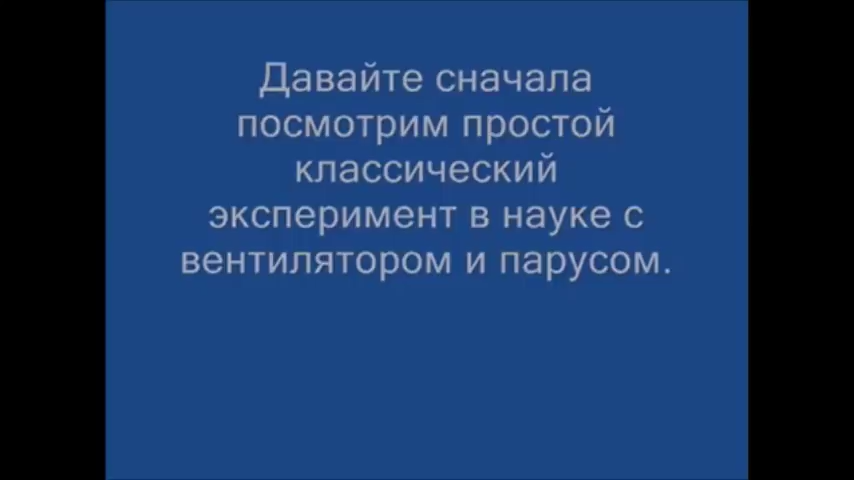 Давайте сначала
посмотрим простой
классический
эксперимент в науке с
вентилятором и парусом.